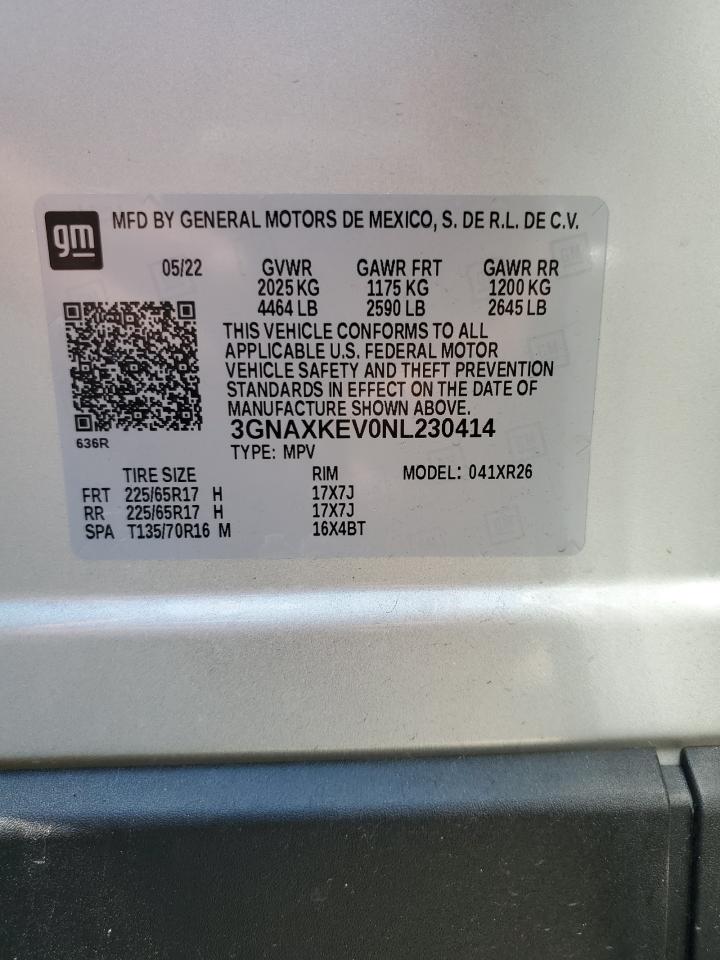 gm
MFD BY GENERAL MOTORS DE MEXICO, S. DE R.L. DE C.V.
05/22 GVWR GAWR FRT GAWR RR
2025 KG 1175 KG 1200 KG
4464 LB 2590 LB 2645 LB
THIS VEHICLE CONFORMS TO ALL
APPLICABLE U.S. FEDERAL MOTOR
VEHICLE SAFETY AND THEFT PREVENTION
STANDARDS IN EFFECT ON THE DATE OF
MANUFACTURE SHOWN ABOVE.
636R
3GNAXKEV0NL230414
TYPE: MPV
TIRE SIZE RIM MODEL: 041XR26
FRT 225/65R17 H 17X7J
RR 225/65R17 H 17X7J
SPA T135/70R16 M 16X4BT